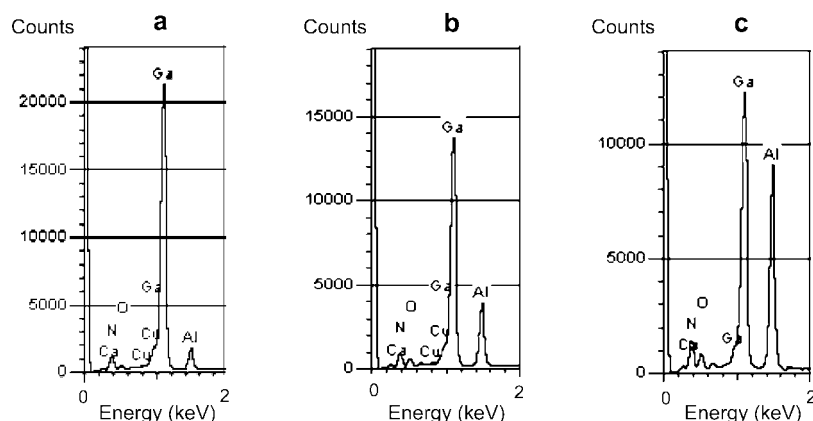 a
Counts
Ga
20000
15000
10000
Ga
5000
O
N
Cu
Ca
Cu
Al
0
0
2
Energy (keV)
b
Counts
15000
Ga
10000
Ga
5000
Al
O
N
Cu
Ca
Cu
0
0
2
Energy (keV)
c
Counts
Ga
10000
Al
5000
O
N
Ca
Ga
0
0
1
2
Energy (keV)